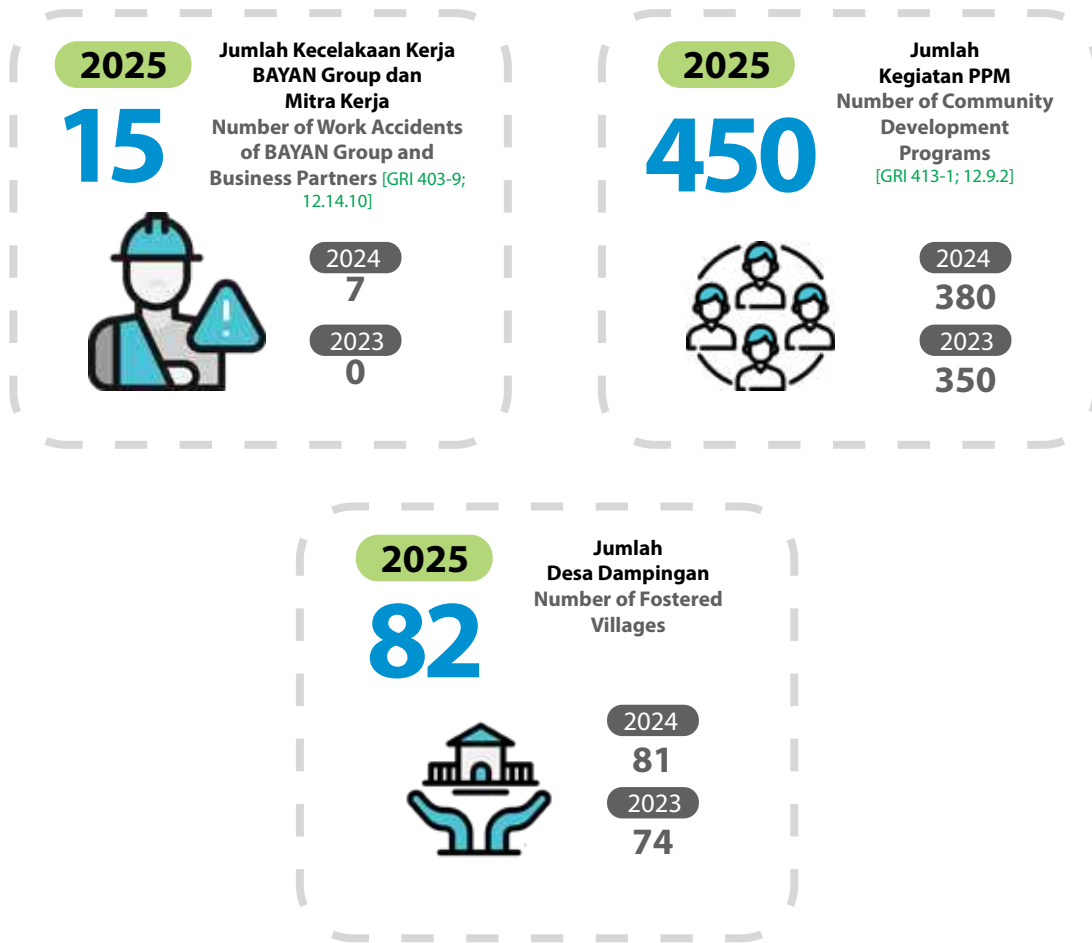 2025
15
Jumlah Kecelakaan Kerja
BAYAN Group dan
Mitra Kerja
Number of Work Accidents
of BAYAN Group and
Business Partners [GRI 403-9;
12.14.10]
2024
7
2023
0
2025
450
Jumlah
Kegiatan PPM
Number of Community
Development
Programs
[GRI 413-1; 12.9.2]
2024
380
2023
350
2025
82
Jumlah
Desa Dampingan
Number of Fostered
Villages
2024
81
2023
74